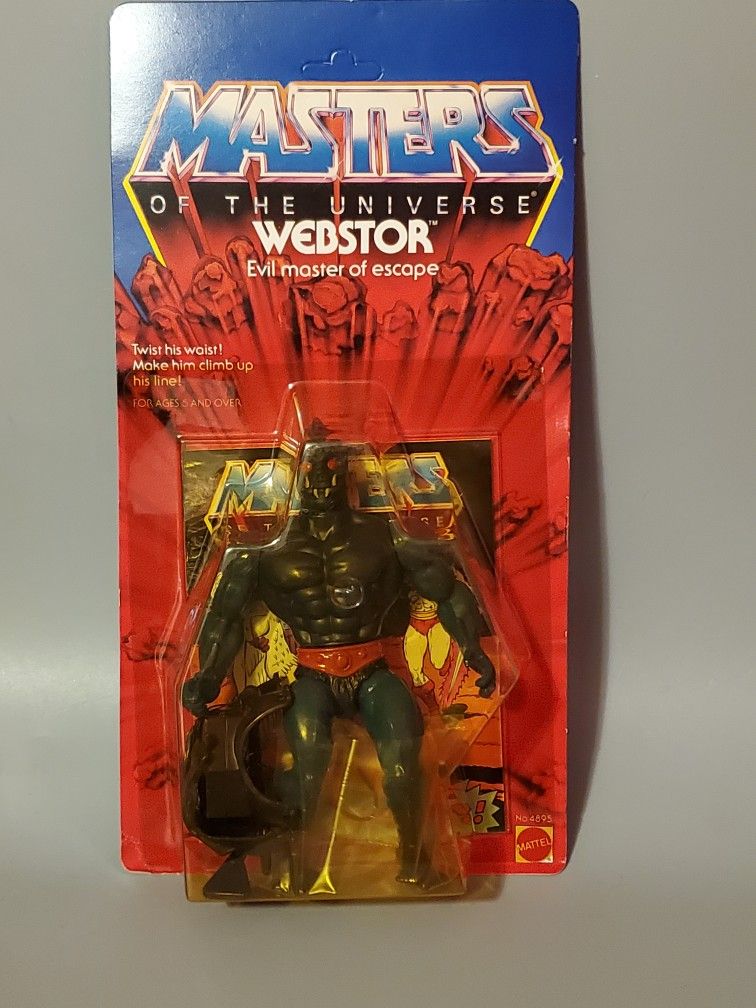 MASTERS
OF THE UNIVERSE®
WEBSTOR™
Evil master of escape
Twist his waist!
Make him climb up
his line!
FOR AGES 5 AND OVER
No. 4895
MATTEL